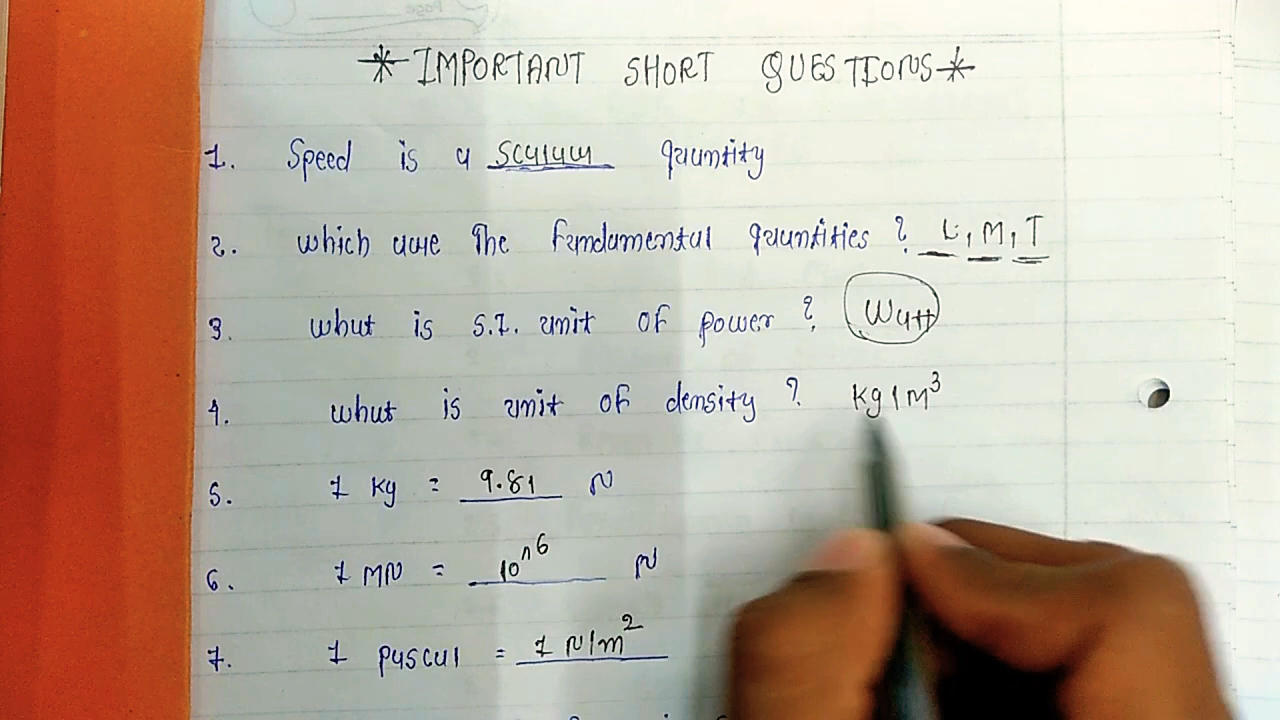 *IMPORTANT SHORT QUESTIONS*
1. Speed is a scalar quantity
2. which are the fundamental quantities ? L, M, T
3. what is S.I. unit of power ? Watt
4. what is unit of density ? kg/m³
5. 1 kg = 9.81 N
6. 1 MN = 10^6 N
7. 1 pascal = 1 N/m²